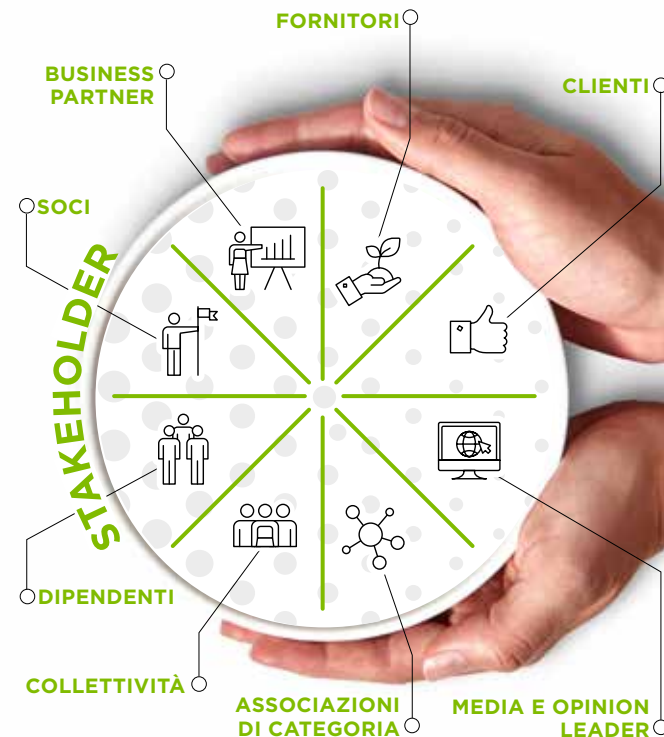 FORNITORI
BUSINESS
PARTNER
CLIENTI
SOCI
STAKEHOLDER
DIPENDENTI
COLLETTIVITÀ
ASSOCIAZIONI
DI CATEGORIA
MEDIA E OPINION
LEADER